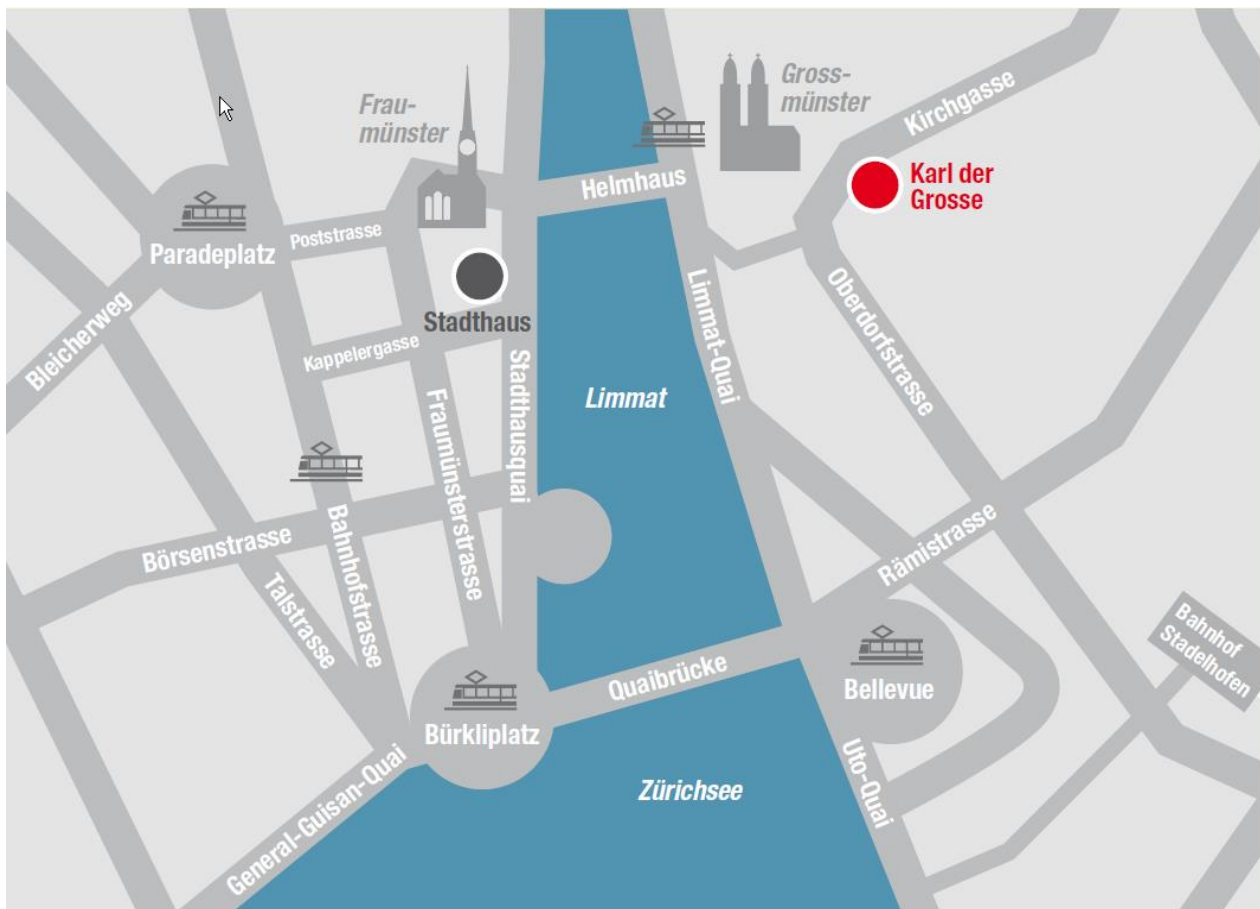 Frau-
münster
Gross-
münster
Kirchgasse
Karl der
Grosse
Helmhaus
Paradeplatz
Poststrasse
Stadthaus
Bleicherweg
Kappelergasse
Limmat-Quai
Oberdorfstrasse
Limmat
Stadthausquai
Fraumünsterstrasse
Börsenstrasse
Bahnhofstrasse
Talstrasse
Rämistrasse
Bahnhof
Stadelhofen
Quaibrücke
Bellevue
Bürkliplatz
Uto-Quai
General-Guisan-Quai
Zürichsee